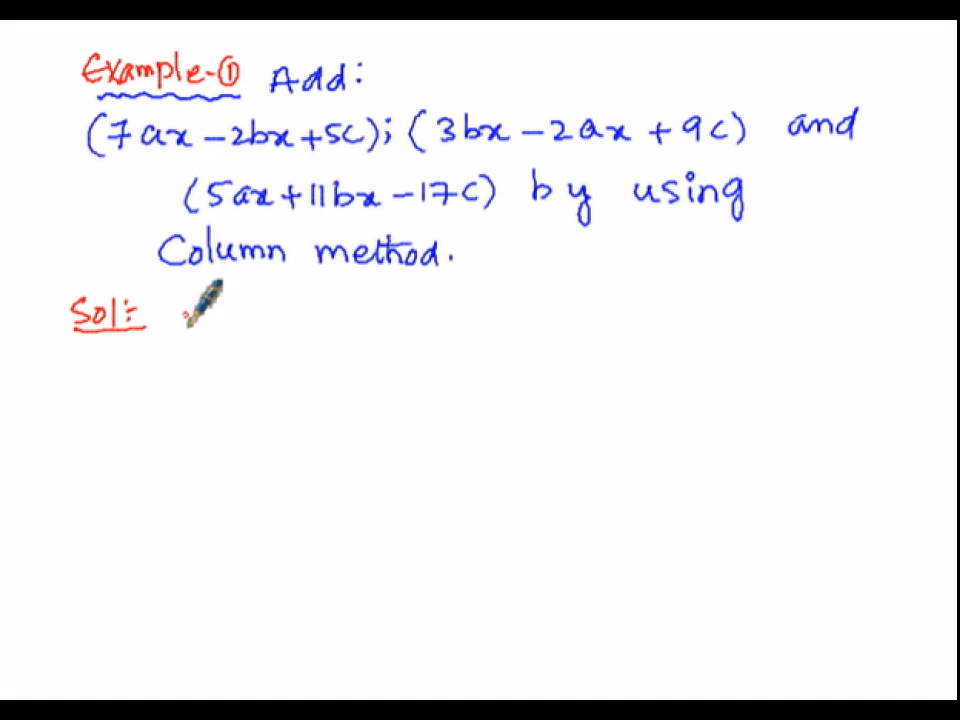 Example-① Add:
(7ax-2bx+5c); (3bx-2ax+9c) and
(5ax+11bx-17c) by using
Column method.
Sol: